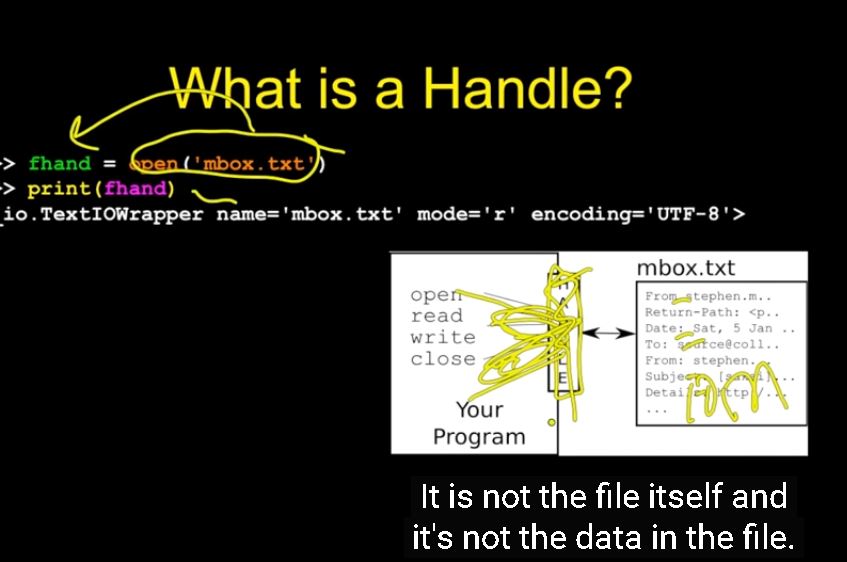 What is a Handle?
>> fhand = open('mbox.txt')
>> print(fhand)
_io.TextIOWrapper name='mbox.txt' mode='r' encoding='UTF-8'>
open
read
write
close
Your
Program
H
A
L
E
mbox.txt
From stephen.m..
Return-Path: <p..
Date: Sat, 5 Jan ..
To: source@coll..
From: stephen.
Subject: [sakai]...
Details: http:/...
...
It is not the file itself and
it's not the data in the file.